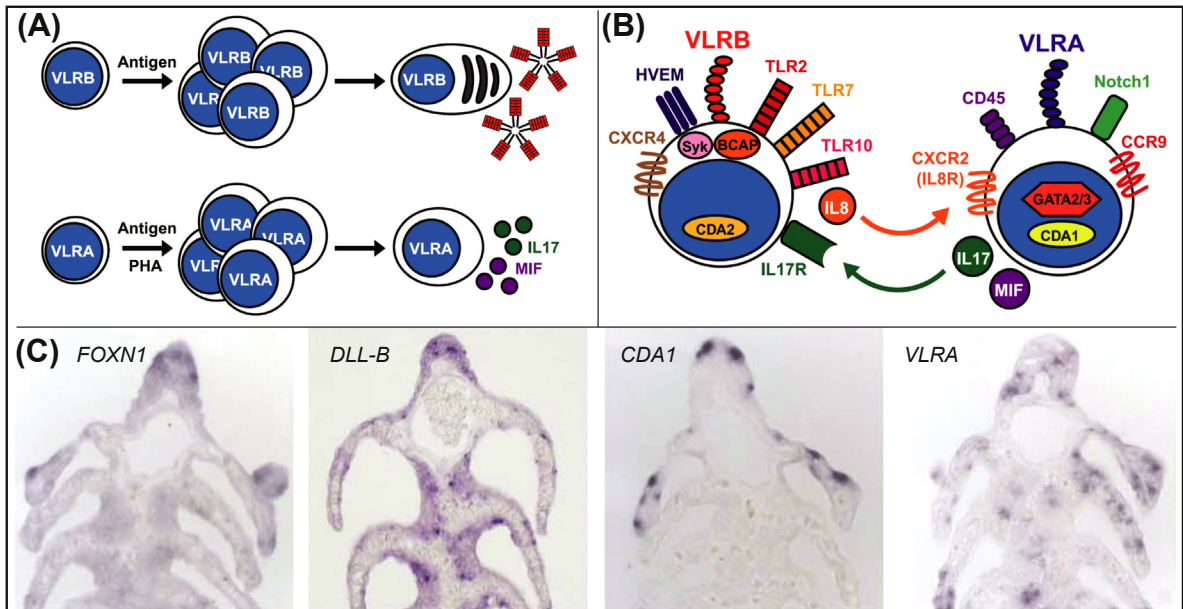 (A)
VLRB
Antigen
VLRB
VLRB
VLRB
VLRB
VLRB
VLRA
Antigen
PHA
VLRA
VLRA
VLRA
VLRA
VLRA
IL17
MIF
(B)
VLRB
HVEM
TLR2
TLR7
TLR10
CXCR4
Syk
BCAP
CDA2
IL8
IL17R
VLRA
Notch1
CD45
CCR9
CXCR2
(IL8R)
GATA2/3
CDA1
IL17
MIF
(C)
FOXN1
DLL-B
CDA1
VLRA